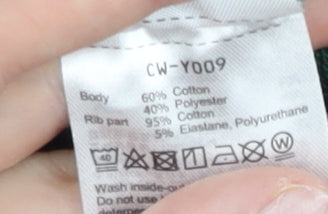 CW-Y009
Body 60% Cotton
40% Polyester
Rib part 95% Cotton
5% Elastane, Polyurethane
40 W
Wash inside-ou
Do not use